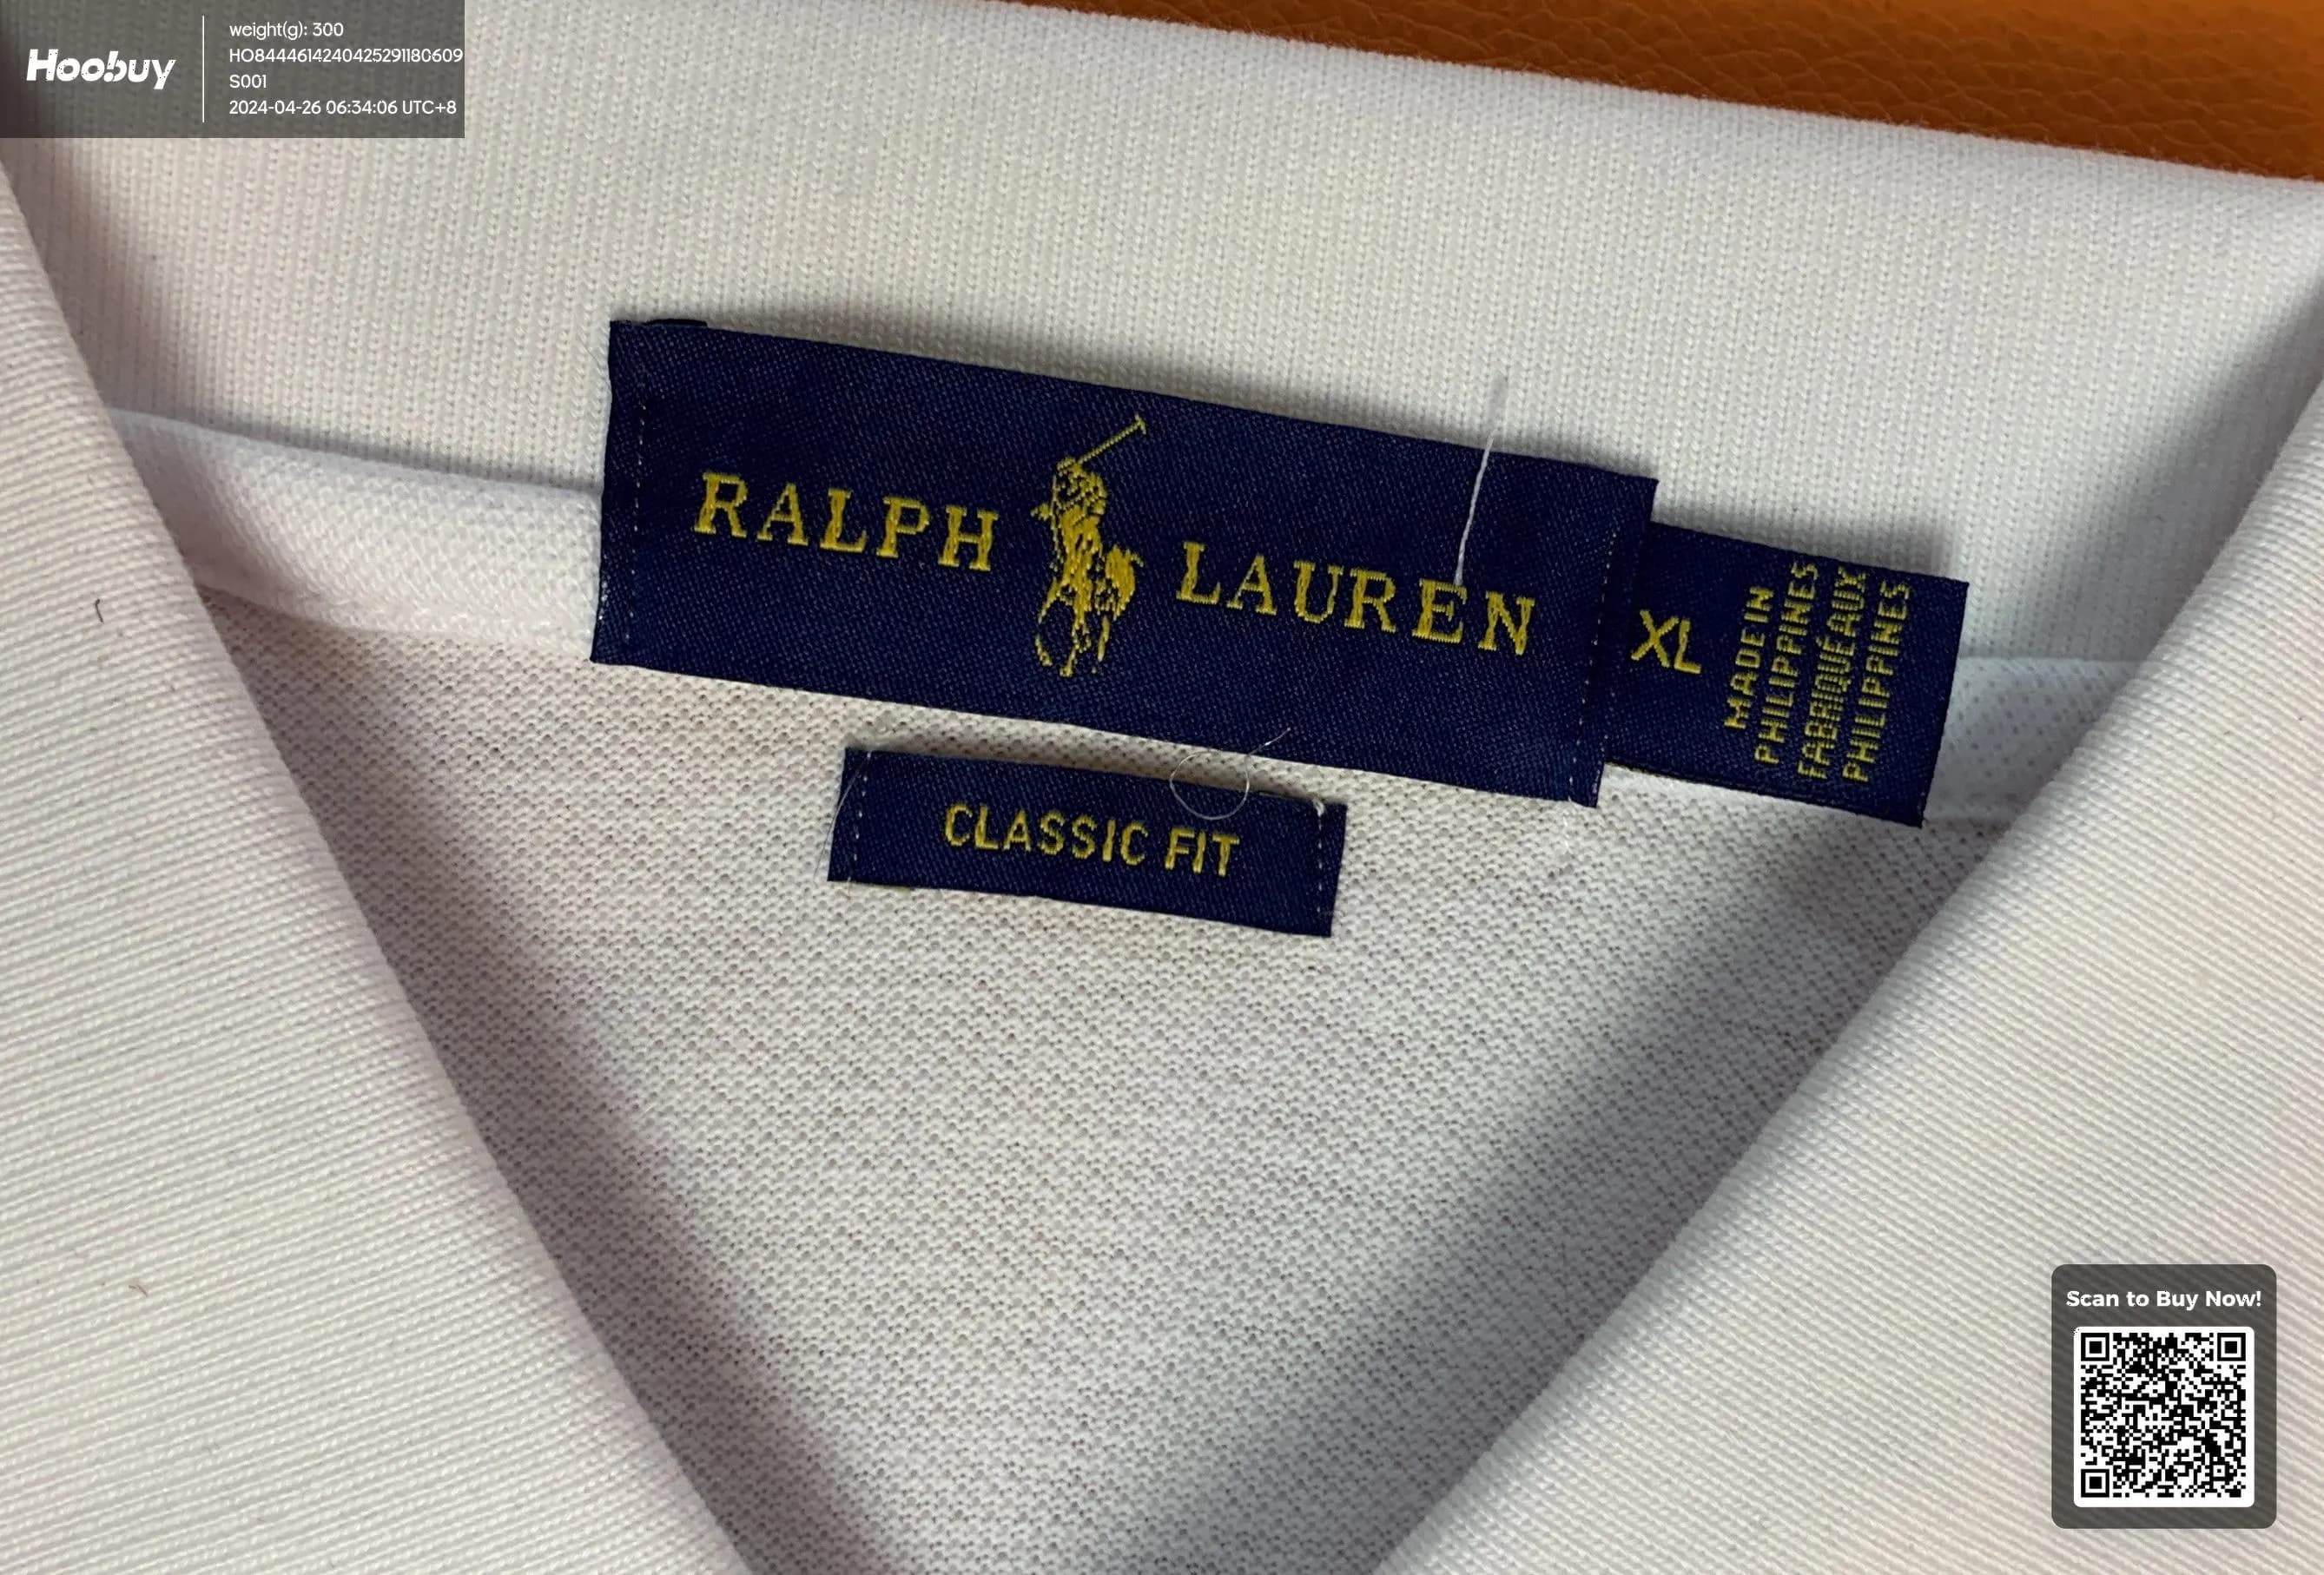 Hoobuy
weight(g): 300
HO8444614240425291180609
S001
2024-04-26 06:34:06 UTC+8
RALPH LAUREN
XL
MADE IN
PHILIPPINES
FABRIQUÉ AUX
PHILIPPINES
CLASSIC FIT
Scan to Buy Now!